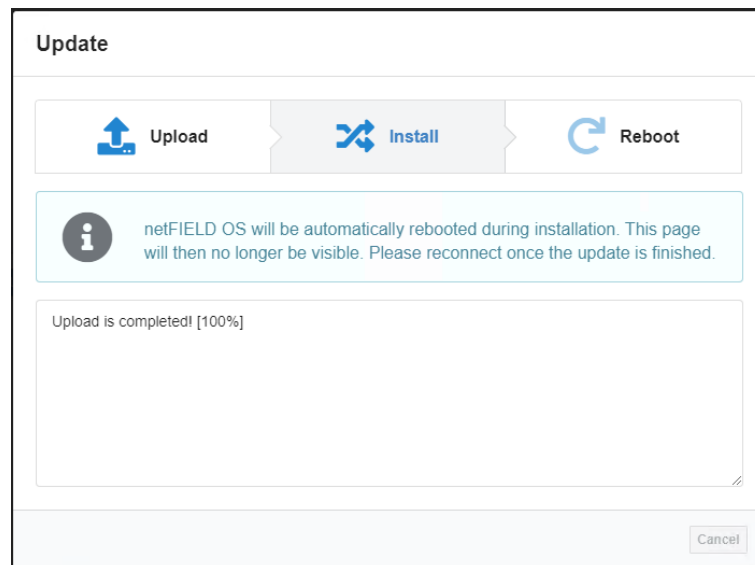 Update
Upload
Install
Reboot
netFIELD OS will be automatically rebooted during installation. This page
will then no longer be visible. Please reconnect once the update is finished.
Upload is completed! [100%]
Cancel